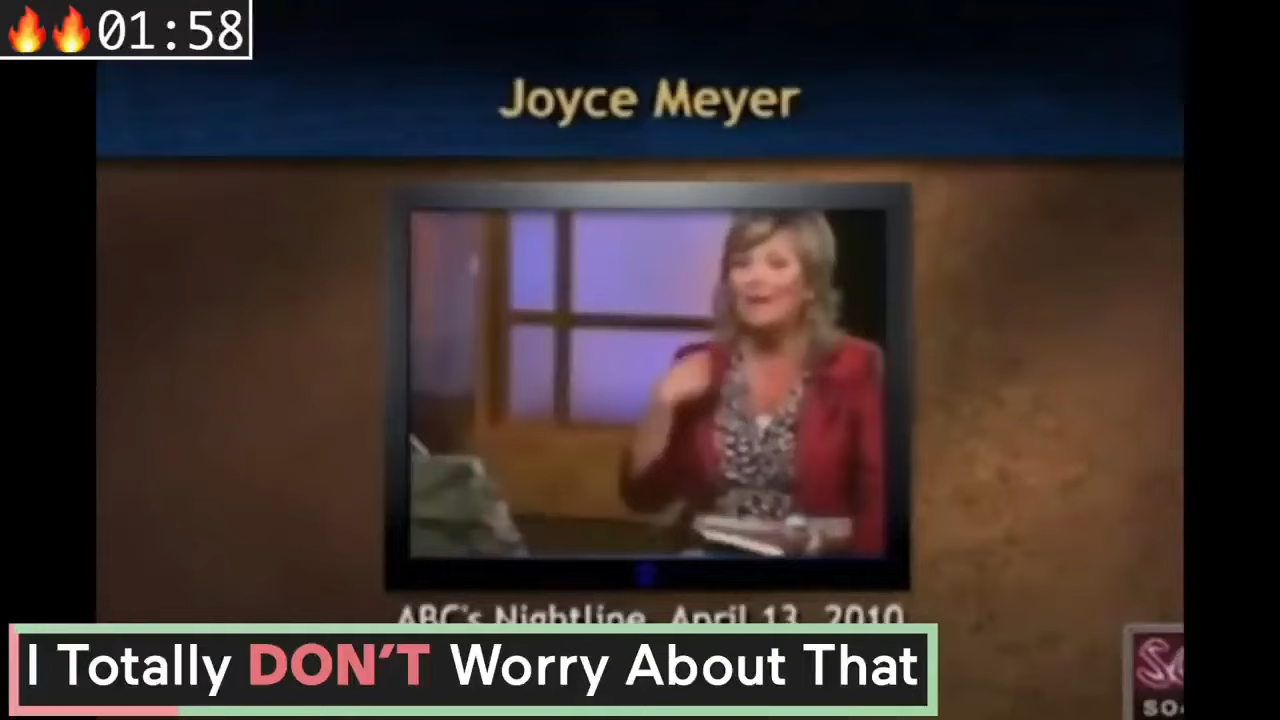 🔥🔥01:58
Joyce Meyer
ABC's Nightline, April 13, 2010
I Totally DON'T Worry About That